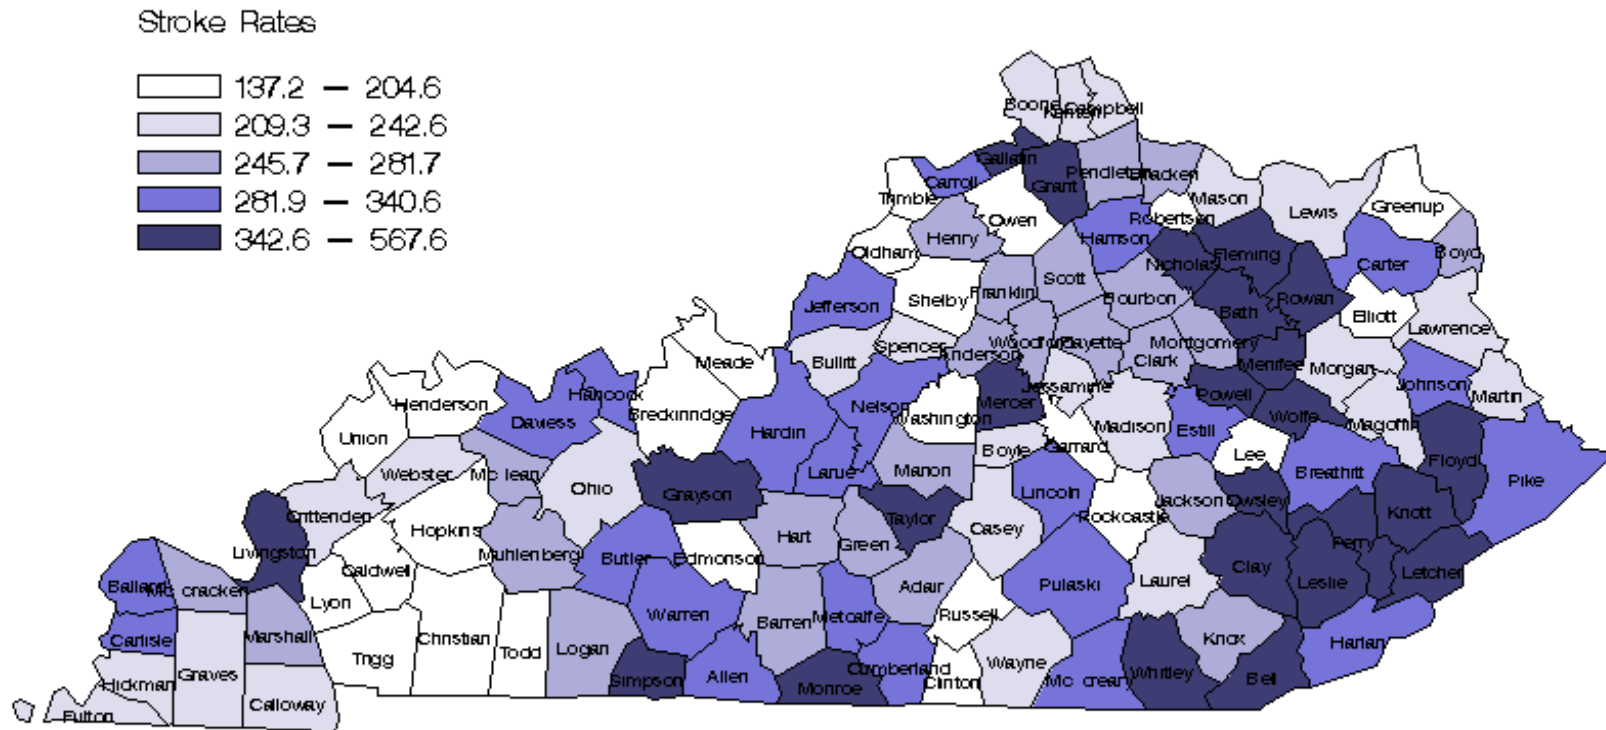 Stroke Rates
137.2 – 204.6
209.3 – 242.6
245.7 – 281.7
281.9 – 340.6
342.6 – 567.6
Boone
Kenton
Campbell
Gallatin
Carroll
Grant
Pendleton
Bracken
Trimble
Owen
Robertson
Mason
Lewis
Greenup
Henry
Harrison
Oldham
Fleming
Nicholas
Carter
Boyd
Scott
Shelby
Franklin
Bourbon
Rowan
Jefferson
Bath
Elliott
Lawrence
Spencer
Anderson
Woodford
Fayette
Montgomery
Clark
Menifee
Morgan
Meade
Bullitt
Jessamine
Johnson
Martin
Hancock
Henderson
Breckinridge
Nelson
Washington
Mercer
Powell
Wolfe
Magoffin
Daviess
Hardin
Madison
Estill
Union
Boyle
Garrard
Lee
Floyd
Webster
Mc lean
Larue
Marion
Breathitt
Pike
Ohio
Grayson
Lincoln
Jackson
Owsley
Knott
Crittenden
Hopkins
Taylor
Casey
Rockcastle
Livingston
Muhlenberg
Butler
Edmonson
Hart
Green
Perry
Caldwell
Clay
Leslie
Letcher
Ballard
Mc cracken
Lyon
Adair
Pulaski
Laurel
Warren
Barren
Metcalfe
Russell
Carlisle
Marshall
Knox
Harlan
Trigg
Christian
Todd
Logan
Graves
Hickman
Simpson
Allen
Monroe
Cumberland
Clinton
Wayne
Mc crean
Whitley
Bell
Calloway
Fulton